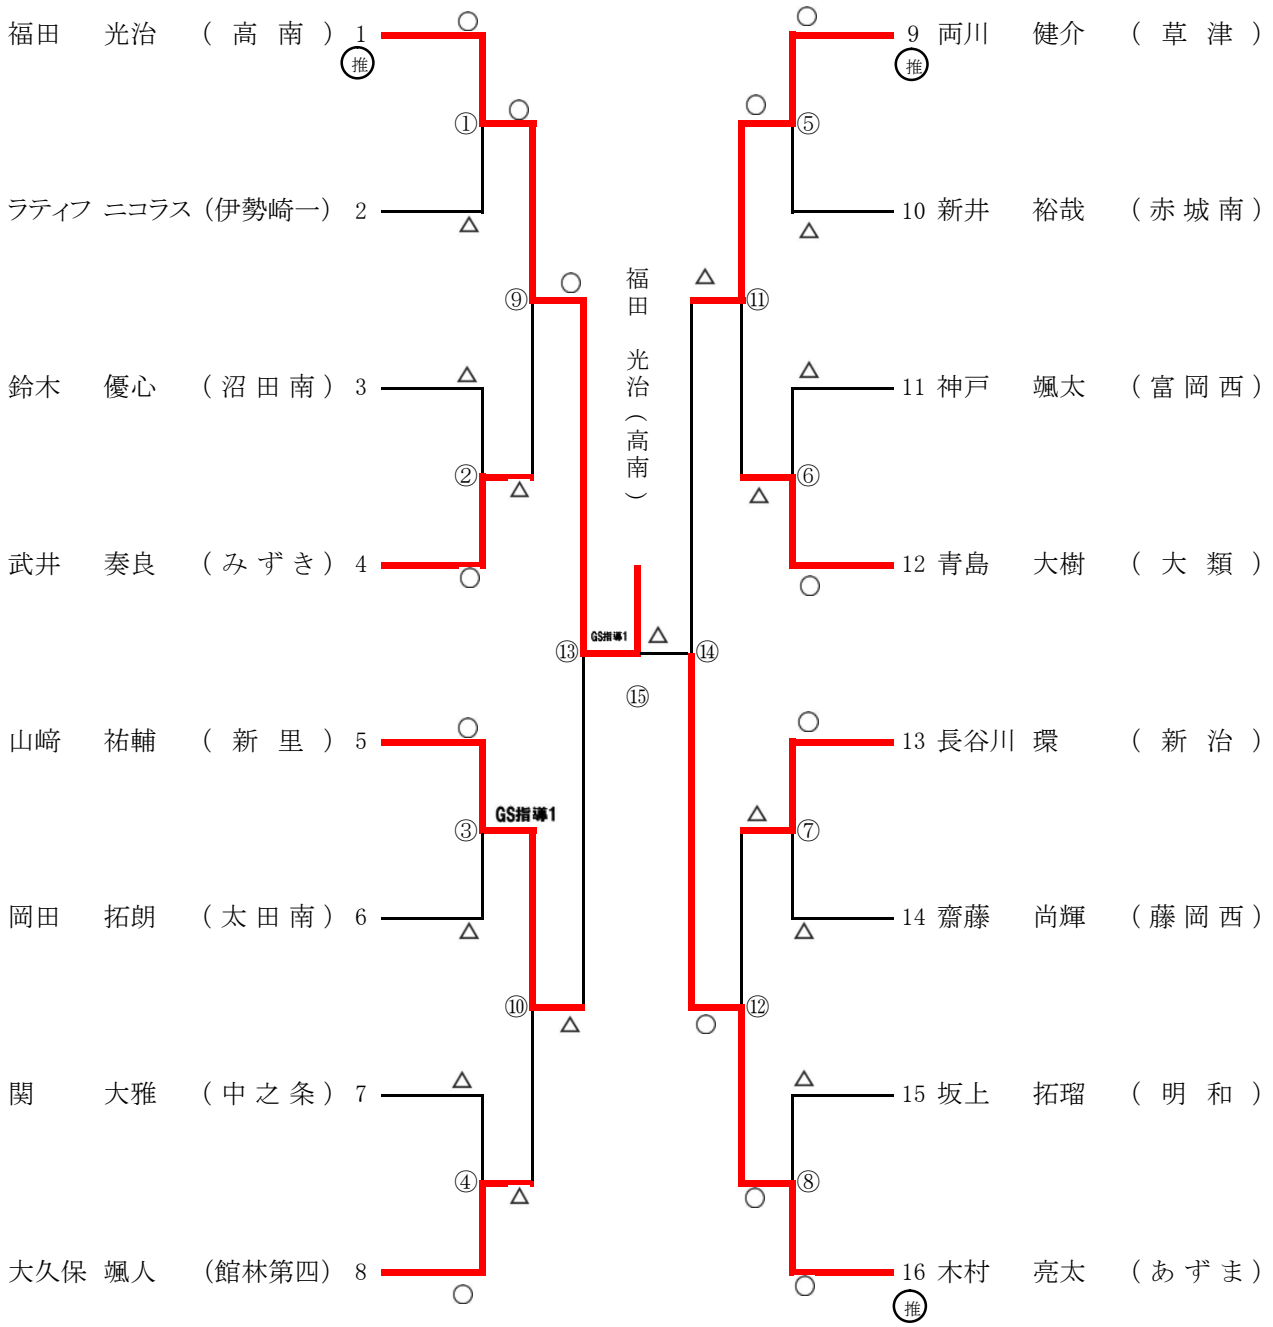 福田 光治 （高南） 1
推
①
ラティフ ニコラス （伊勢崎一） 2
⑨
鈴木 優心 （沼田南） 3
②
武井 奏良 （みずき） 4
⑬
GS指導1
山﨑 祐輔 （新里） 5
③
GS指導1
岡田 拓朗 （太田南） 6
⑩
関 大雅 （中之条） 7
④
大久保 颯人 （館林第四） 8
福田 光治（高南）
⑮
9 両川 健介 （草津）
推
⑤
10 新井 裕哉 （赤城南）
⑪
11 神戸 颯太 （富岡西）
⑥
12 青島 大樹 （大類）
⑭
13 長谷川 環 （新治）
⑦
14 齋藤 尚輝 （藤岡西）
⑫
15 坂上 拓瑠 （明和）
⑧
16 木村 亮太 （あずま）
推